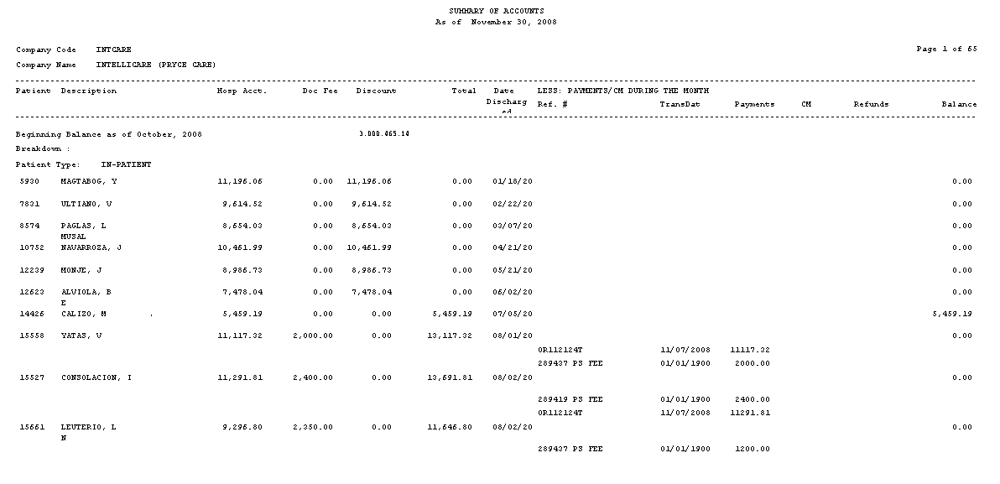 SUMMARY OF ACCOUNTS
As of November 30, 2008
Company Code INTCARE Page 1 of 65
Company Name INTELLICARE (PRYCE CARE)
Patient Description Hosp Acct. Doc Fee Discount Total Date LESS: PAYMENTS/CM DURING THE MONTH
Discharg Ref. # TransDat Payments CM Refunds Balance
ed
Beginning Balance as of October, 2008 3,000,465.14
Breakdown :
Patient Type: IN-PATIENT
5930 MAGTABOG, Y 11,196.06 0.00 11,196.06 0.00 01/18/20 0.00
7831 ULTIANO, V 9,614.52 0.00 9,614.52 0.00 02/22/20 0.00
8574 PAGLAS, L 8,654.03 0.00 8,654.03 0.00 03/07/20 0.00
MUSAL
10752 NAVARROZA, J 10,461.99 0.00 10,461.99 0.00 04/21/20 0.00
12239 MONJE, J 8,986.73 0.00 8,986.73 0.00 05/21/20 0.00
12623 ALVIOLA, B 7,478.04 0.00 7,478.04 0.00 06/02/20 0.00
E
14426 CALIZO, M . 5,459.19 0.00 0.00 5,459.19 07/05/20 5,459.19
15558 YATAS, V 11,117.32 2,000.00 0.00 13,117.32 08/01/20 0.00
OR112124T 11/07/2008 11117.32
289437 PS FEE 01/01/1900 2000.00
15527 CONSOLACION, I 11,291.81 2,400.00 0.00 13,691.81 08/02/20 0.00
289419 PS FEE 01/01/1900 2400.00
OR112124T 11/07/2008 11291.81
15661 LEUTERIO, L 9,296.80 2,350.00 0.00 11,646.80 08/02/20 0.00
N
289437 PS FEE 01/01/1900 1200.00